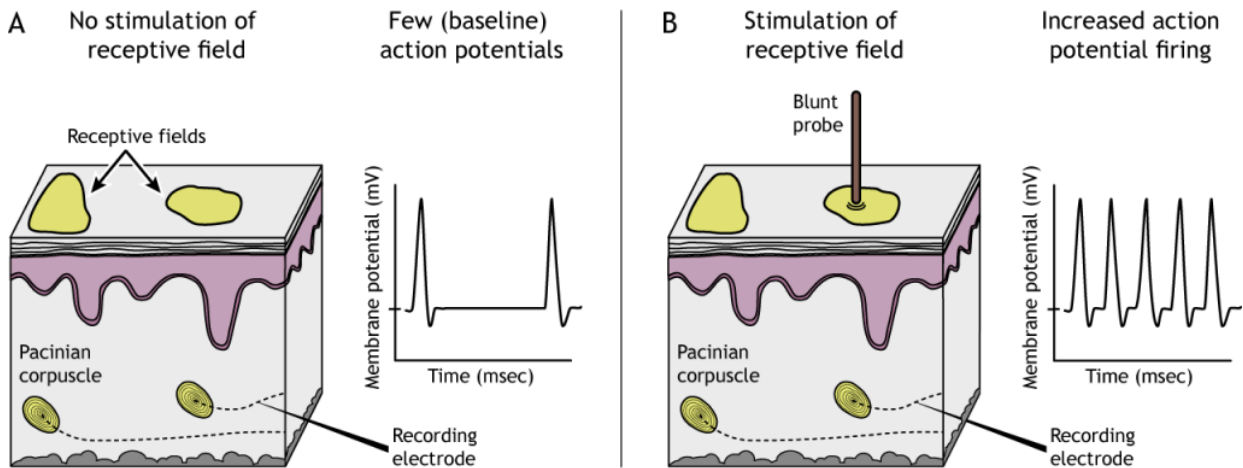 A
No stimulation of
receptive field
Few (baseline)
action potentials
Receptive fields
Membrane potential (mV)
Time (msec)
Pacinian
corpuscle
Recording
electrode
B
Stimulation of
receptive field
Increased action
potential firing
Blunt
probe
Membrane potential (mV)
Time (msec)
Pacinian
corpuscle
Recording
electrode